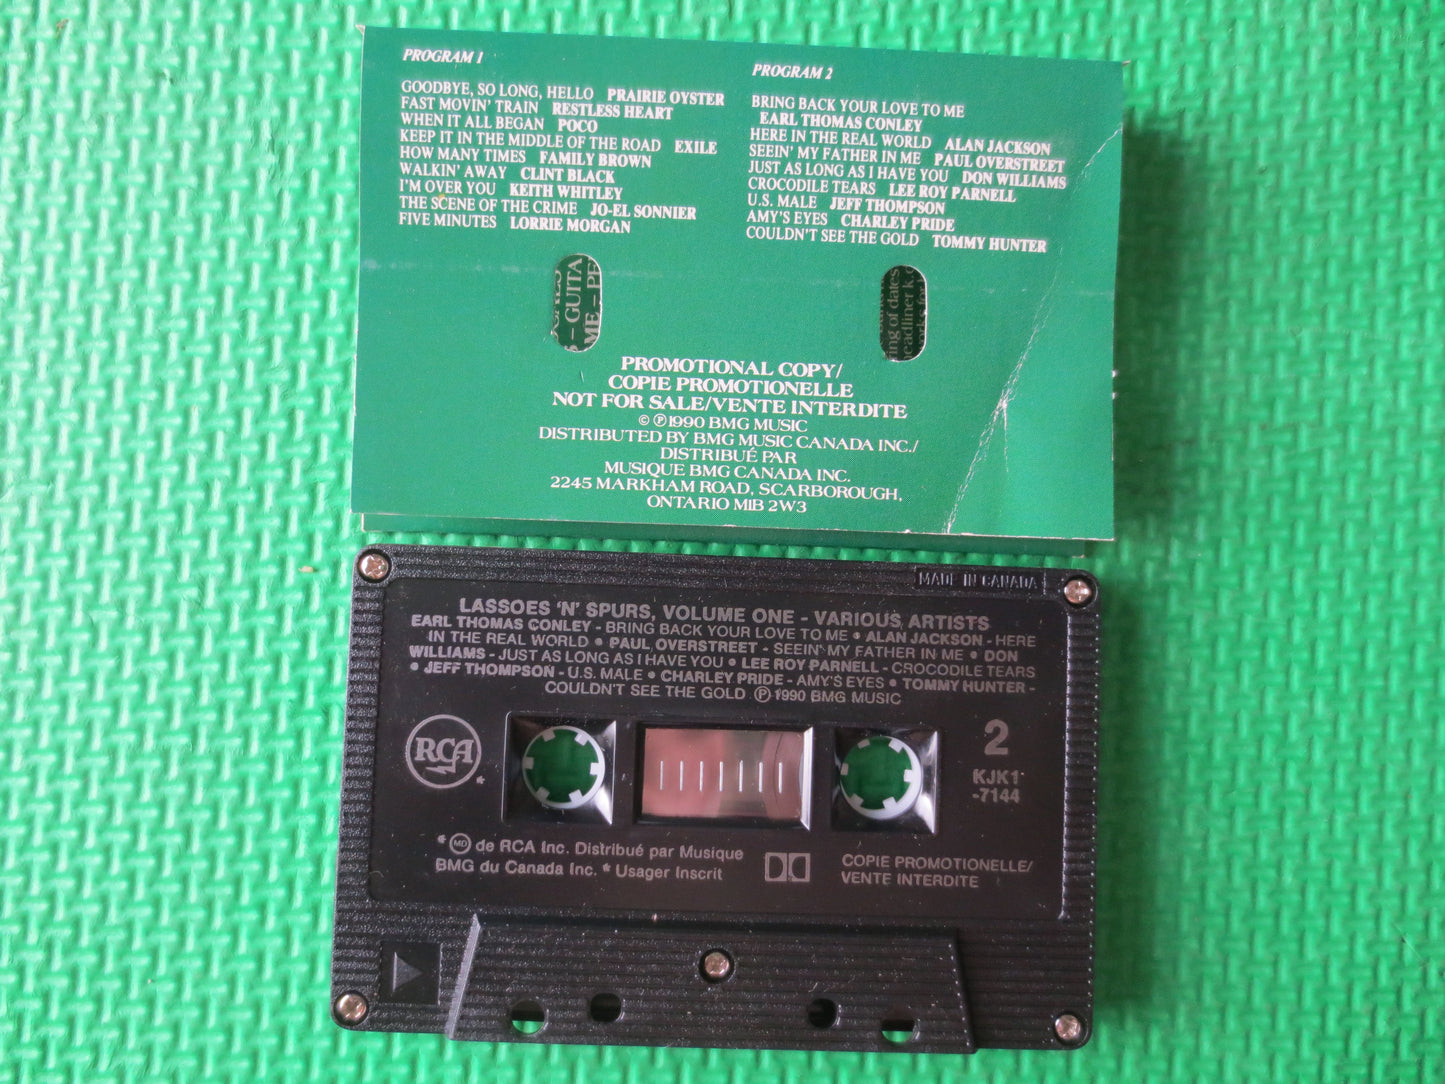 PROGRAM 1
GOODBYE, SO LONG, HELLO PRAIRIE OYSTER
FAST MOVIN' TRAIN RESTLESS HEART
WHEN IT ALL BEGAN POCO
KEEP IT IN THE MIDDLE OF THE ROAD EXILE
HOW MANY TIMES FAMILY BROWN
WALKIN' AWAY CLINT BLACK
I'M OVER YOU KEITH WHITLEY
THE SCENE OF THE CRIME JO-EL SONNIER
FIVE MINUTES LORRIE MORGAN
PROGRAM 2
BRING BACK YOUR LOVE TO ME
EARL THOMAS CONLEY
HERE IN THE REAL WORLD ALAN JACKSON
SEEIN' MY FATHER IN ME PAUL OVERSTREET
JUST AS LONG AS I HAVE YOU DON WILLIAMS
CROCODILE TEARS LEE ROY PARNELL
U.S. MALE JEFF THOMPSON
AMY'S EYES CHARLEY PRIDE
COULDN'T SEE THE GOLD TOMMY HUNTER
– GUITA
ME – PE
ing of dates
eadliner k.
PROMOTIONAL COPY/
COPIE PROMOTIONELLE
NOT FOR SALE/VENTE INTERDITE
© ℗ 1990 BMG MUSIC
DISTRIBUTED BY BMG MUSIC CANADA INC./
DISTRIBUÉ PAR
MUSIQUE BMG CANADA INC.
2245 MARKHAM ROAD, SCARBOROUGH,
ONTARIO M1B 2W3
MADE IN CANADA
LASSOES 'N' SPURS, VOLUME ONE - VARIOUS ARTISTS
EARL THOMAS CONLEY - BRING BACK YOUR LOVE TO ME • ALAN JACKSON - HERE
IN THE REAL WORLD • PAUL OVERSTREET - SEEIN' MY FATHER IN ME • DON
WILLIAMS - JUST AS LONG AS I HAVE YOU • LEE ROY PARNELL - CROCODILE TEARS
• JEFF THOMPSON - U.S. MALE • CHARLEY PRIDE - AMY'S EYES • TOMMY HUNTER -
COULDN'T SEE THE GOLD ℗ 1990 BMG MUSIC
RCA *
2
KJK1
-7144
* MD de RCA Inc. Distribué par Musique
BMG du Canada Inc. * Usager Inscrit
COPIE PROMOTIONELLE/
VENTE INTERDITE